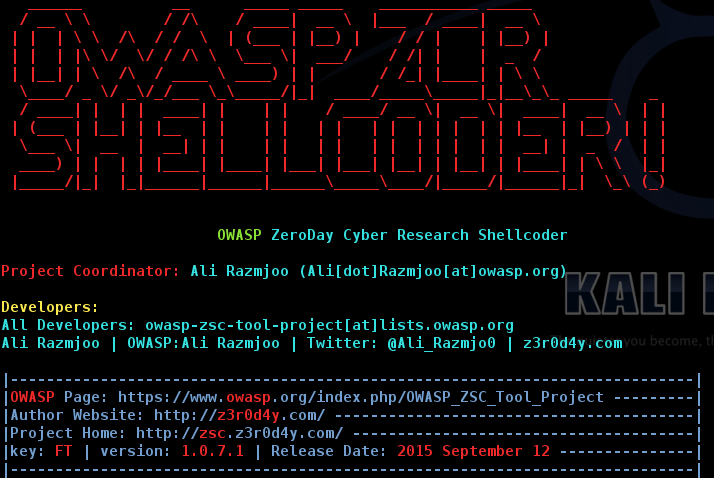 OWASP ZCR
SHELLCODER!
OWASP ZeroDay Cyber Research Shellcoder
Project Coordinator: Ali Razmjoo (Ali[dot]Razmjoo[at]owasp.org)
KALI
Developers:
All Developers: owasp-zsc-tool-project[at]lists.owasp.org
Ali Razmjoo | OWASP:Ali Razmjoo | Twitter: @Ali_Razmjo0 | z3r0d4y.com
you become, th
|----------------------------------------------------------------------------|
|OWASP Page: https://www.owasp.org/index.php/OWASP_ZSC_Tool_Project ---------|
|Author Website: http://z3r0d4y.com/ ----------------------------------------|
|Project Home: http://zsc.z3r0d4y.com/ --------------------------------------|
|key: FT | version: 1.0.7.1 | Release Date: 2015 September 12 ---------------|
|----------------------------------------------------------------------------|